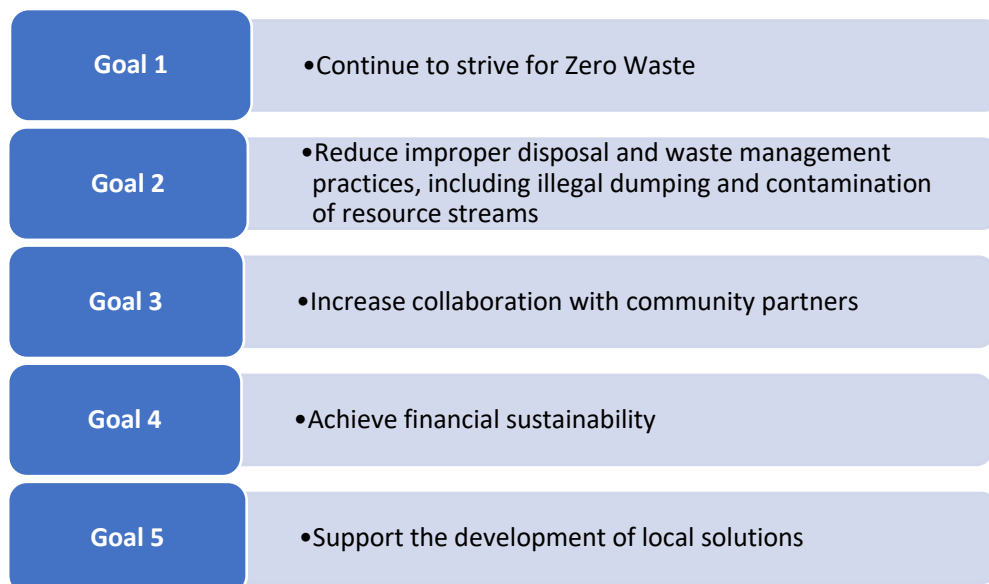 Goal 1
•Continue to strive for Zero Waste
Goal 2
•Reduce improper disposal and waste management
practices, including illegal dumping and contamination
of resource streams
Goal 3
•Increase collaboration with community partners
Goal 4
•Achieve financial sustainability
Goal 5
•Support the development of local solutions